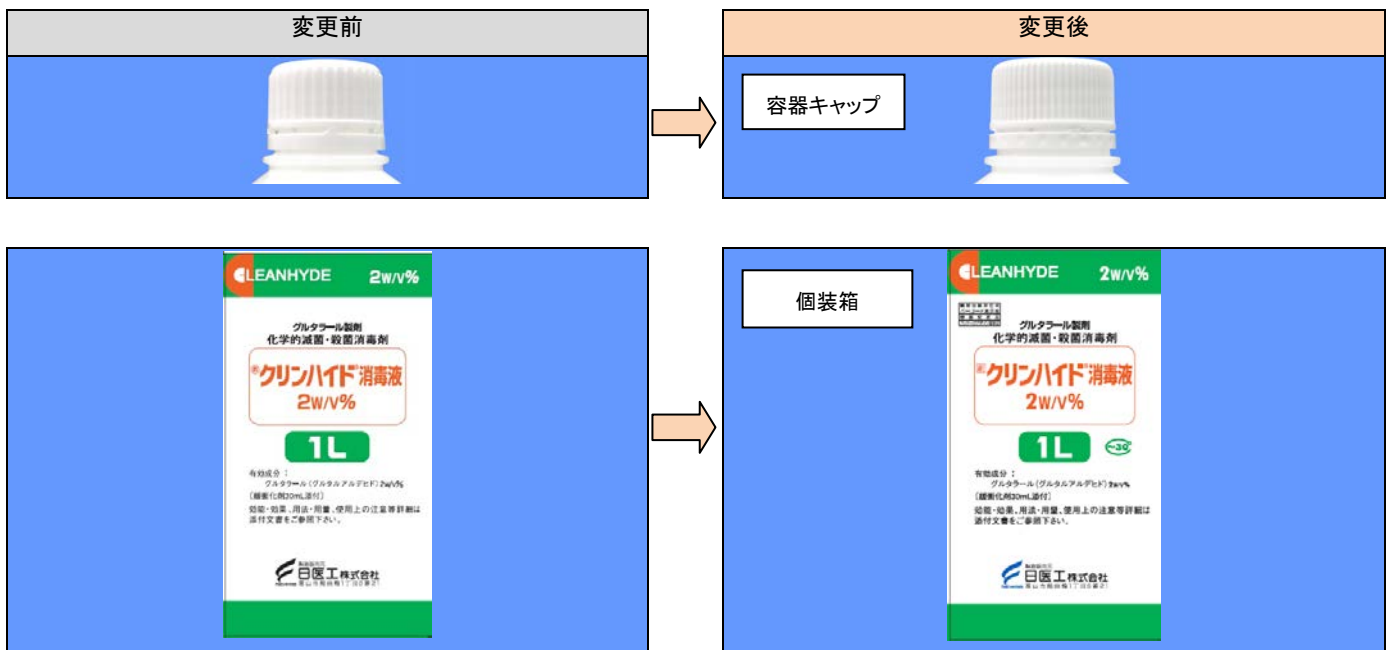 変更前
変更後
容器キャップ
CLEANHYDE 2W/V%
グルタラール製剤
化学的滅菌・殺菌消毒剤
クリンハイド®消毒液
2W/V%
1L
有効成分：
グルタラール(グルタルアルデヒド)2w/v%
〔緩衝化剤30mL添付〕
効能・効果、用法・用量、使用上の注意等詳細は
添付文書をご参照下さい。
日医工株式会社
個装箱
CLEANHYDE 2W/V%
グルタラール製剤
化学的滅菌・殺菌消毒剤
クリンハイド®消毒液
2W/V%
1L ~30
有効成分：
グルタラール(グルタルアルデヒド)2w/v%
〔緩衝化剤30mL添付〕
効能・効果、用法・用量、使用上の注意等詳細は
添付文書をご参照下さい。
日医工株式会社